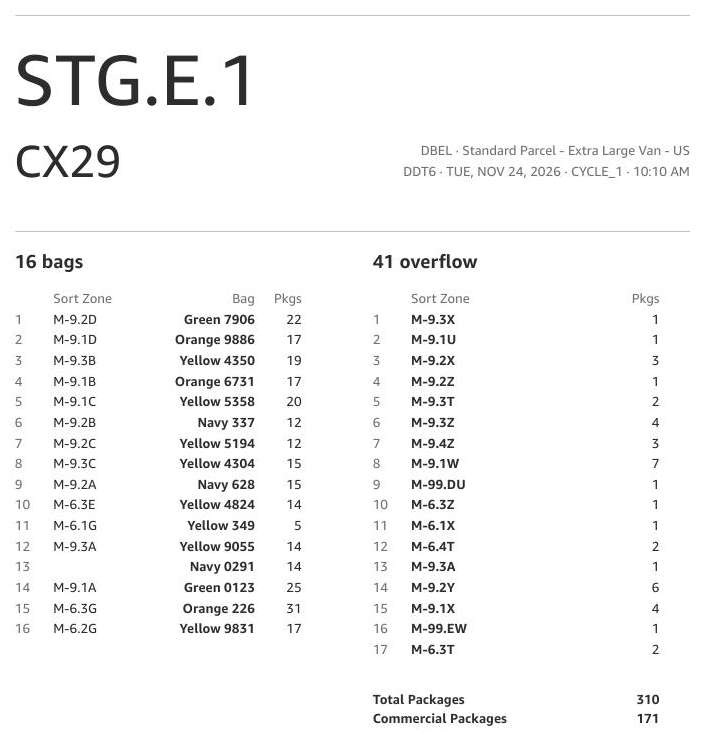 STG.E.1
CX29
DBEL · Standard Parcel - Extra Large Van - US
DDT6 · TUE, NOV 24, 2026 · CYCLE_1 · 10:10 AM
16 bags
Sort Zone Bag Pkgs
1 M-9.2D Green 7906 22
2 M-9.1D Orange 9886 17
3 M-9.3B Yellow 4350 19
4 M-9.1B Orange 6731 17
5 M-9.1C Yellow 5358 20
6 M-9.2B Navy 337 12
7 M-9.2C Yellow 5194 12
8 M-9.3C Yellow 4304 15
9 M-9.2A Navy 628 15
10 M-6.3E Yellow 4824 14
11 M-6.1G Yellow 349 5
12 M-9.3A Yellow 9055 14
13 Navy 0291 14
14 M-9.1A Green 0123 25
15 M-6.3G Orange 226 31
16 M-6.2G Yellow 9831 17
41 overflow
Sort Zone Pkgs
1 M-9.3X 1
2 M-9.1U 1
3 M-9.2X 3
4 M-9.2Z 1
5 M-9.3T 2
6 M-9.3Z 4
7 M-9.4Z 3
8 M-9.1W 7
9 M-99.DU 1
10 M-6.3Z 1
11 M-6.1X 1
12 M-6.4T 2
13 M-9.3A 1
14 M-9.2Y 6
15 M-9.1X 4
16 M-99.EW 1
17 M-6.3T 2
Total Packages 310
Commercial Packages 171